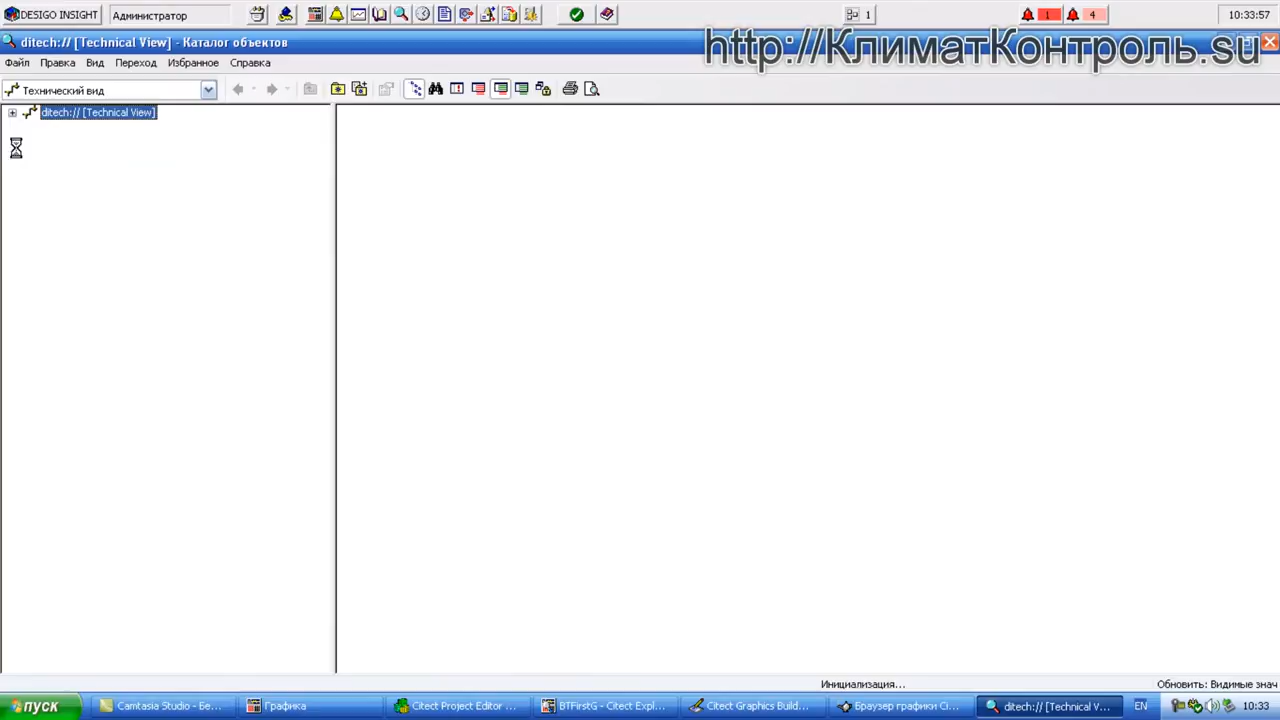 DESIGO INSIGHT
Администратор
1
1
4
10:33:57
ditech:// [Technical View] - Каталог объектов
http://КлиматКонтроль.su
Файл Правка Вид Переход Избранное Справка
Технический вид
ditech:// [Technical View]
Инициализация...
Обновить: Видимые знач
пуск
Camtasia Studio - Бе...
Графика
Citect Project Editor ...
BTFirstG - Citect Expl...
Citect Graphics Build...
Браузер графики Ci...
ditech:// [Technical V...
EN
10:33